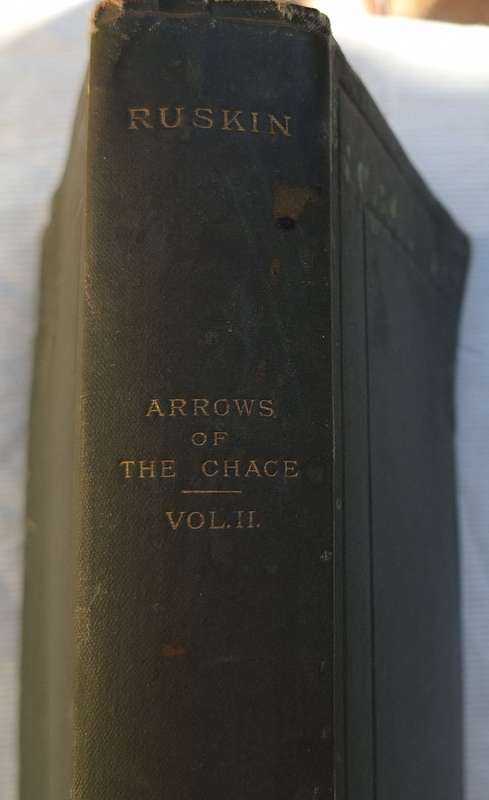 RUSKIN
ARROWS
OF
THE CHACE
VOL.II.